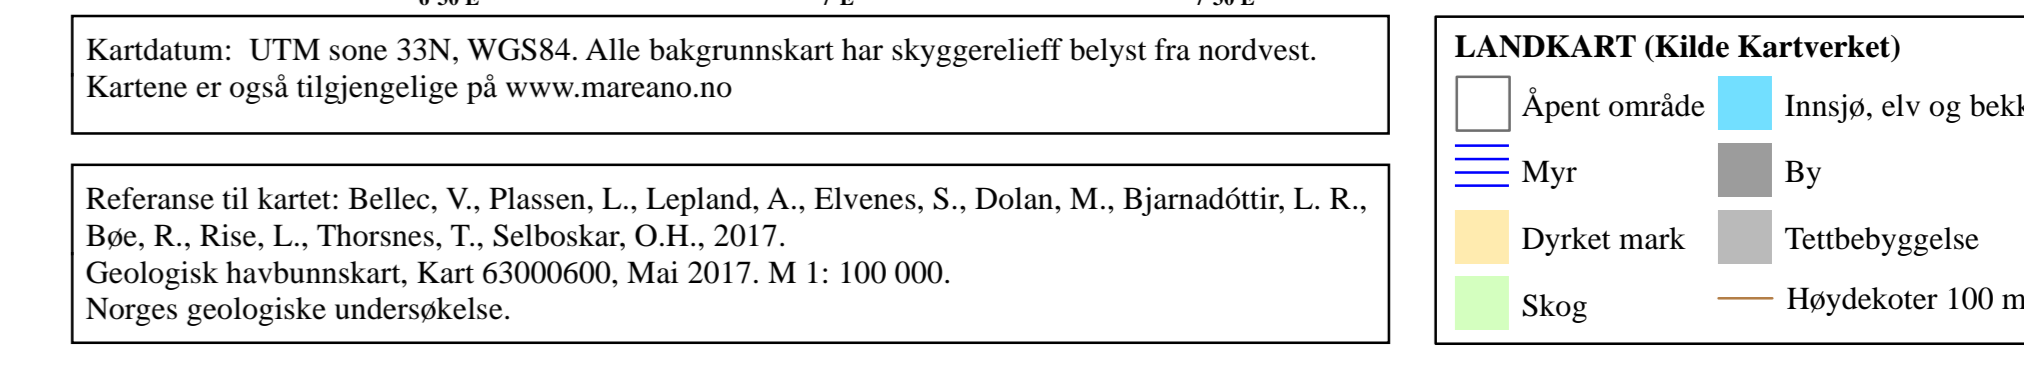 Kartdatum:  UTM sone 33N, WGS84. Alle bakgrunnskart har skyggerelieff belyst fra nordvest.
Kartene er også tilgjengelige på www.mareano.no
Referanse til kartet: Bellec, V., Plassen, L., Lepland, A., Elvenes, S., Dolan, M., Bjarnadóttir, L. R.,
Bøe, R., Rise, L., Thorsnes, T., Selboskar, O.H., 2017.
Geologisk havbunnskart, Kart 63000600, Mai 2017. M 1: 100 000.
Norges geologiske undersøkelse.
LANDKART (Kilde Kartverket)
Åpent område
Innsjø, elv og bekk
Myr
By
Dyrket mark
Tettbebyggelse
Skog
Høydekoter 100 m